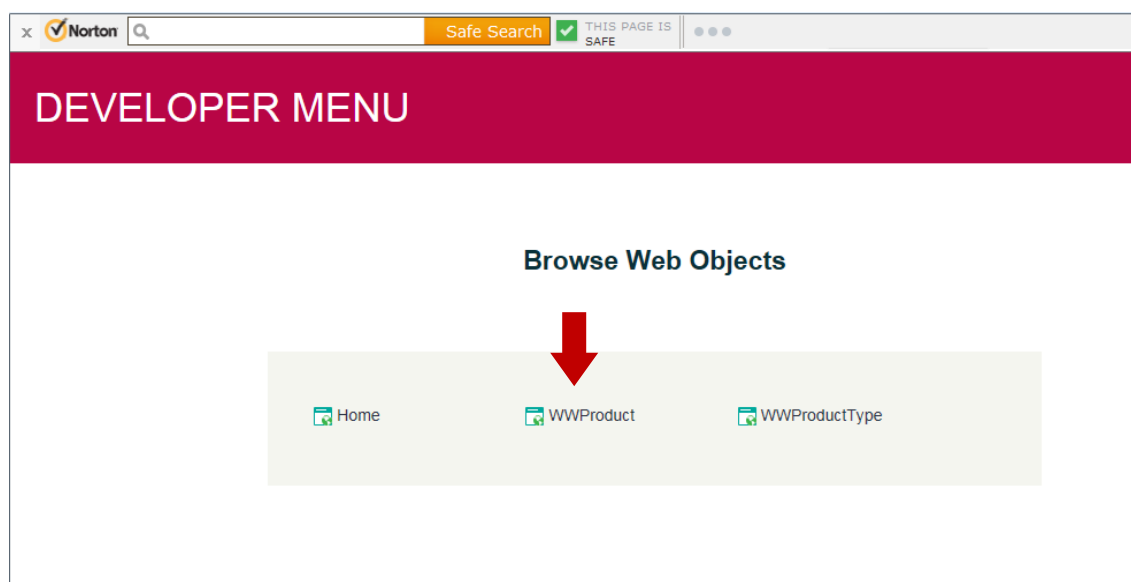 x Norton Safe Search THIS PAGE IS
SAFE
DEVELOPER MENU
Browse Web Objects
Home WWProduct WWProductType